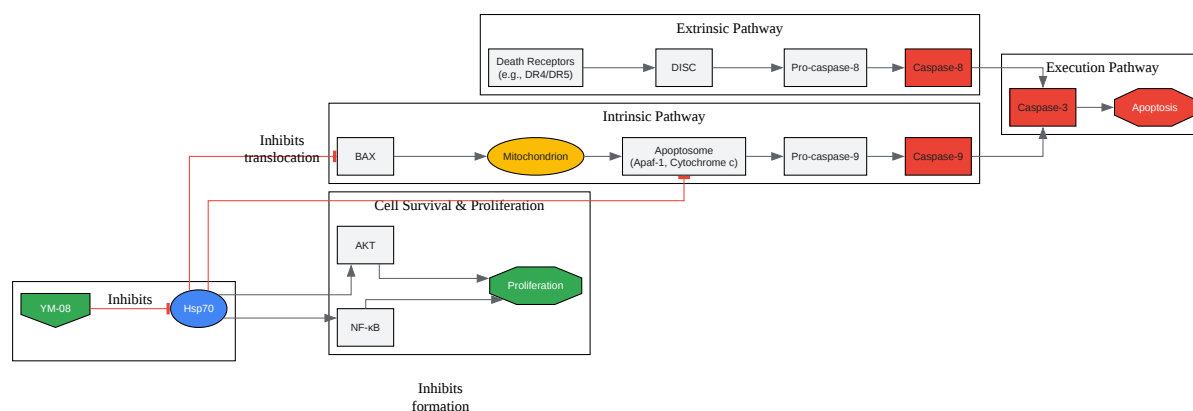 Extrinsic Pathway
Death Receptors
(e.g., DR4/DR5)
DISC
Pro-caspase-8
Caspase-8
Execution Pathway
Caspase-3
Apoptosis
Intrinsic Pathway
Inhibits
translocation
BAX
Mitochondrion
Apoptosome
(Apaf-1, Cytochrome c)
Pro-caspase-9
Caspase-9
Cell Survival & Proliferation
AKT
Proliferation
NF-κB
YM-08
Inhibits
Hsp70
Inhibits
formation